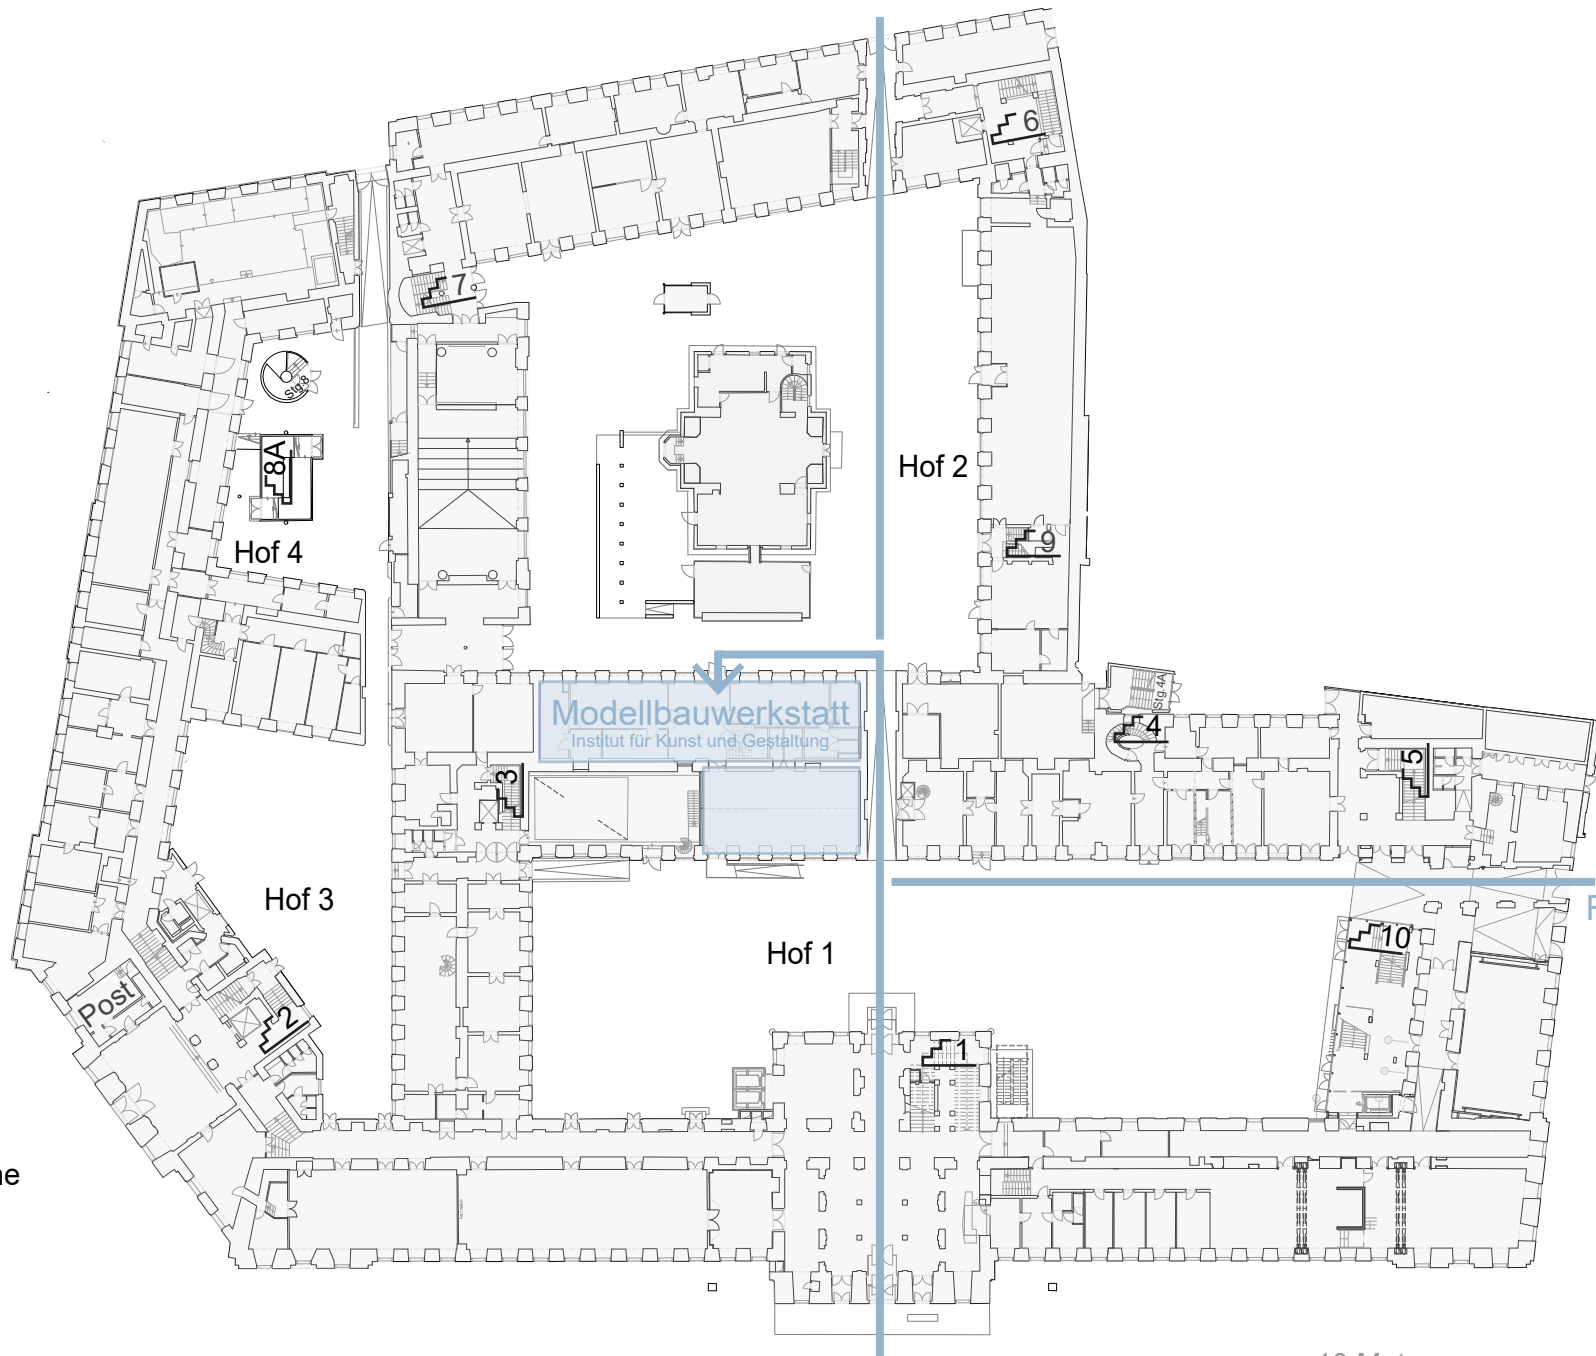 6
7
Stg.8
8A
Hof 2
9
Hof 4
Stg.4A
Modellbauwerkstatt
Institut für Kunst und Gestaltung
4
5
3
Hof 3
F
10
Hof 1
Post
2
1
ne